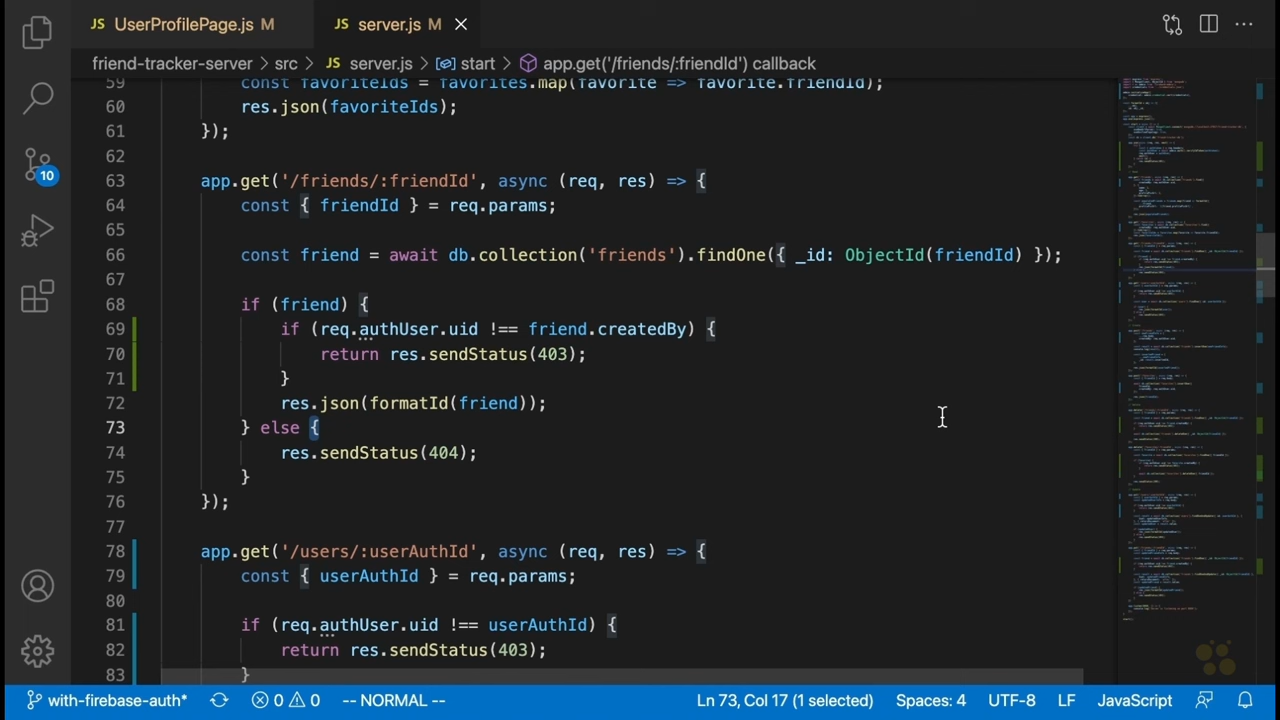 JS UserProfilePage.js M JS server.js M
friend-tracker-server > src > JS server.js > start > app.get('/friends/:friendId') callback
59 const favoriteIds = favorites.map(favorite => favorite.friendId);
60 res.json(favoriteIds);
61 });
62
63 app.get('/friends/:friendId', async (req, res) => {
64 const { friendId } = req.params;
65
66 const friend = await db.collection('friends').findOne({ _id: ObjectId(friendId) });
67
68 if (friend) {
69 if (req.authUser.uid !== friend.createdBy) {
70 return res.sendStatus(403);
71 }
72 res.json(formatId(friend));
73 } else {
74 res.sendStatus(404);
75 }
76 });
77
78 app.get('/users/:userAuthId', async (req, res) => {
79 const { userAuthId } = req.params;
80
81 if (req.authUser.uid !== userAuthId) {
82 return res.sendStatus(403);
83 }
10
with-firebase-auth* 0 0 -- NORMAL -- Ln 73, Col 17 (1 selected) Spaces: 4 UTF-8 LF JavaScript